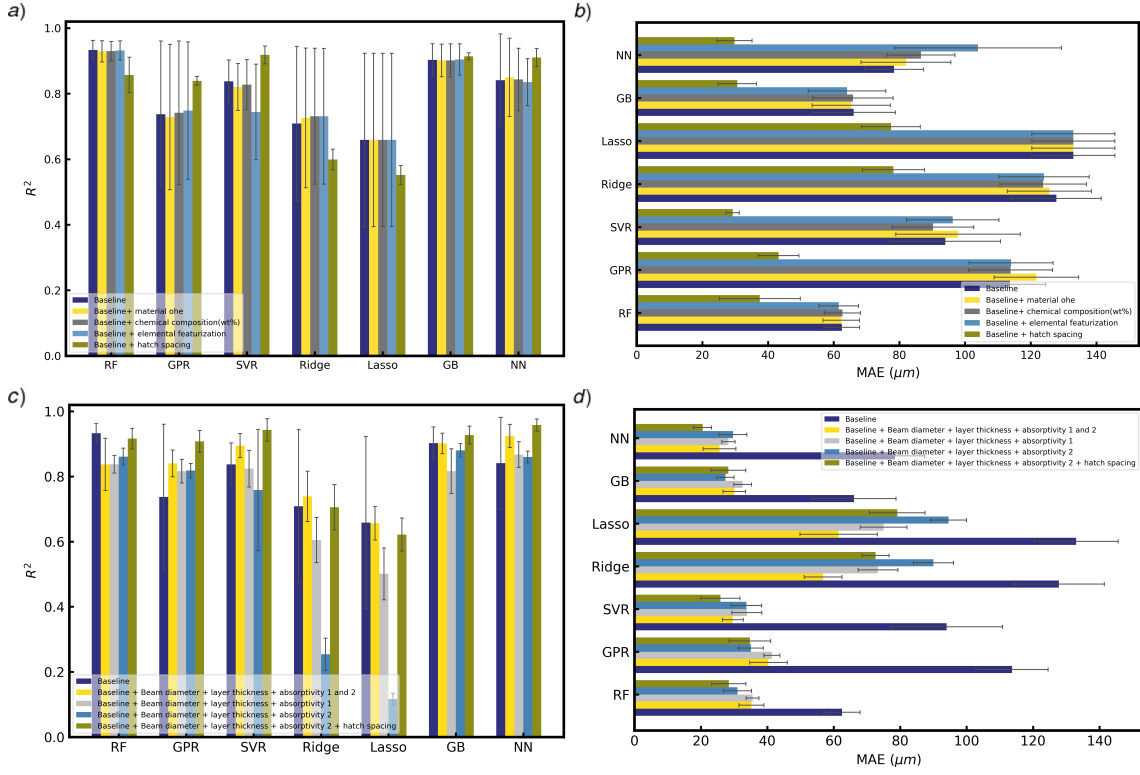 a)
1.0
0.8
0.6
0.4
0.2
0.0
R²
Baseline
Baseline+ material ohe
Baseline+ chemical composition(wt%)
Baseline + elemental featurization
Baseline + hatch spacing
RF GPR SVR Ridge Lasso GB NN
b)
NN
GB
Lasso
Ridge
SVR
GPR
RF
Baseline
Baseline+ material ohe
Baseline+ chemical composition(wt%)
Baseline + elemental featurization
Baseline + hatch spacing
0 20 40 60 80 100 120 140
MAE (μm)
c)
1.0
0.8
0.6
0.4
0.2
0.0
R²
Baseline
Baseline + Beam diameter + layer thickness + absorptivity 1 and 2
Baseline + Beam diameter + layer thickness + absorptivity 1
Baseline + Beam diameter + layer thickness + absorptivity 2
Baseline + Beam diameter + layer thickness + absorptivity 2 + hatch spacing
RF GPR SVR Ridge Lasso GB NN
d)
Baseline
Baseline + Beam diameter + layer thickness + absorptivity 1 and 2
Baseline + Beam diameter + layer thickness + absorptivity 1
Baseline + Beam diameter + layer thickness + absorptivity 2
Baseline + Beam diameter + layer thickness + absorptivity 2 + hatch spacing
NN
GB
Lasso
Ridge
SVR
GPR
RF
0 20 40 60 80 100 120 140
MAE (μm)